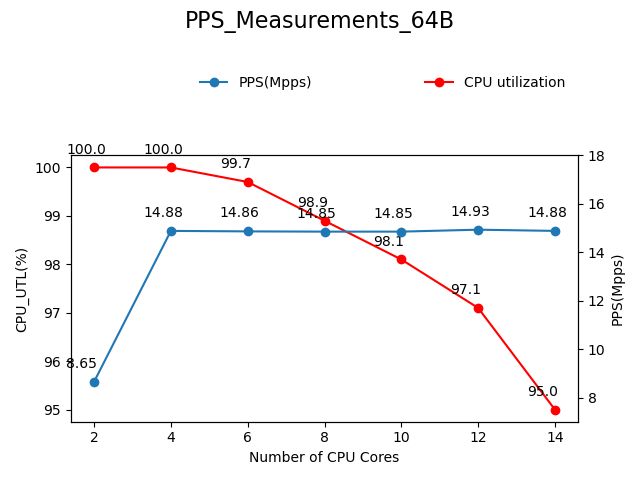 PPS_Measurements_64B
PPS(Mpps) CPU utilization
100.0 100.0 99.7 98.9 98.1 97.1 95.0
8.65 14.88 14.86 14.85 14.85 14.93 14.88
100
99
98
97
96
95
CPU_UTL(%)
18
16
14
12
10
8
PPS(Mpps)
2 4 6 8 10 12 14
Number of CPU Cores